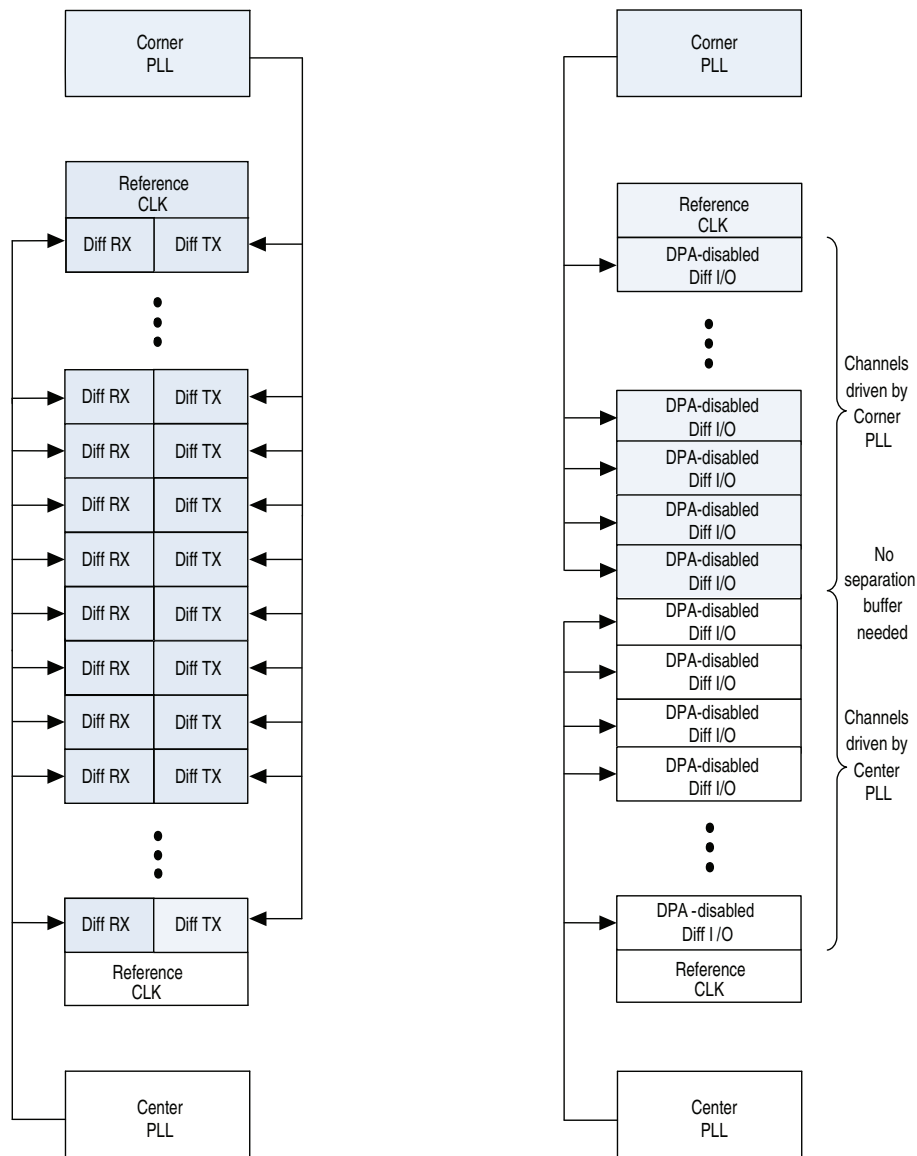 Corner
PLL
Reference
CLK
Diff RX Diff TX
Diff RX Diff TX
Diff RX Diff TX
Diff RX Diff TX
Diff RX Diff TX
Diff RX Diff TX
Diff RX Diff TX
Diff RX Diff TX
Diff RX Diff TX
Diff RX Diff TX
Reference
CLK
Center
PLL
Corner
PLL
Reference
CLK
DPA-disabled
Diff I/O
DPA-disabled
Diff I/O
DPA-disabled
Diff I/O
DPA-disabled
Diff I/O
DPA-disabled
Diff I/O
DPA-disabled
Diff I/O
DPA-disabled
Diff I/O
DPA-disabled
Diff I/O
DPA-disabled
Diff I/O
DPA -disabled
Diff I /O
Reference
CLK
Center
PLL
Channels
driven by
Corner
PLL
No
separation
buffer
needed
Channels
driven by
Center
PLL